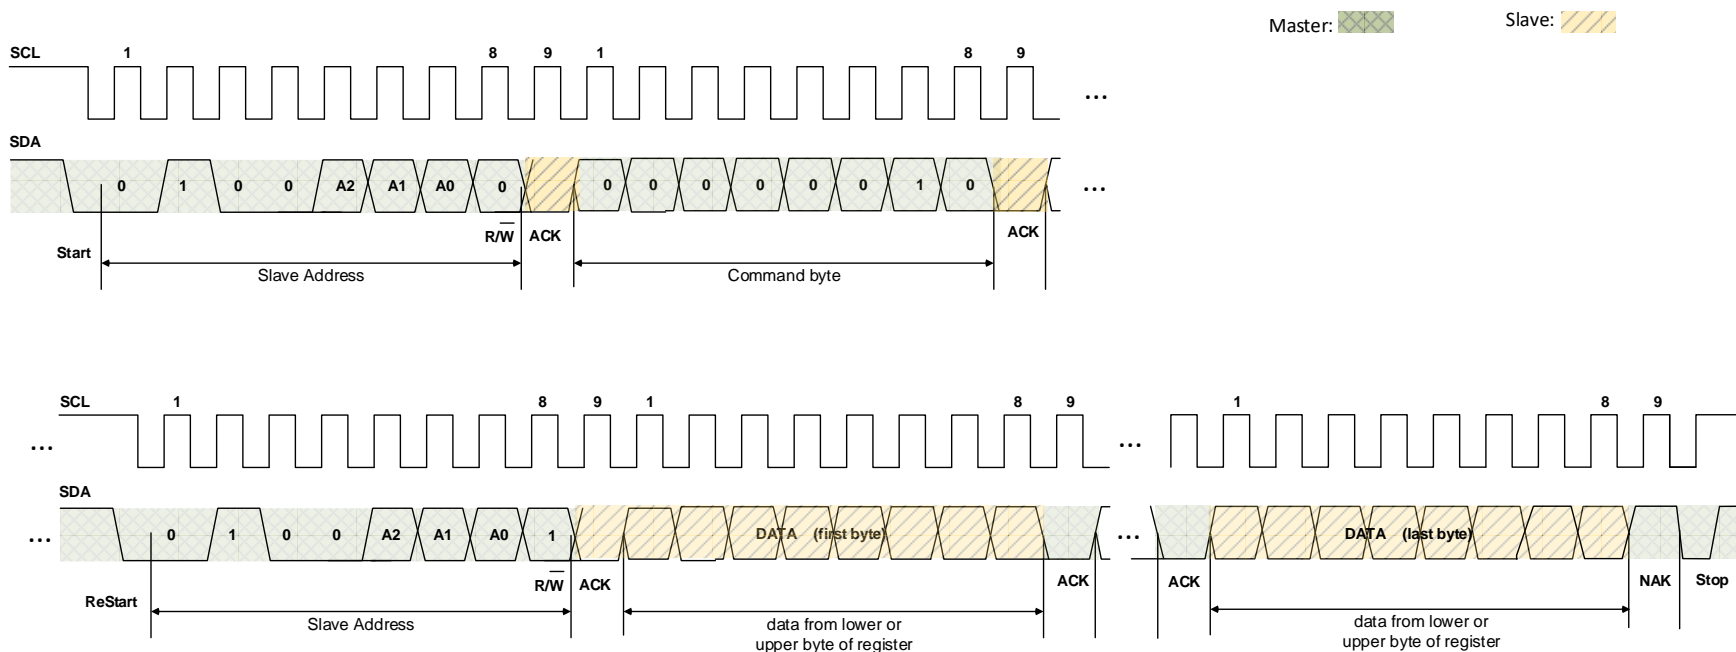 Master: Slave:
SCL 1 8 9 1 8 9
...
SDA
0 1 0 0 A2 A1 A0 0 0 0 0 0 0 0 1 0 ...
R/W ACK ACK
Start
Slave Address Command byte
SCL 1 8 9 1 8 9 1 8 9
... ...
SDA
... 0 1 0 0 A2 A1 A0 1 DATA (first byte) ... DATA (last byte)
R/W ACK ACK ACK NAK Stop
ReStart
Slave Address data from lower or data from lower or
upper byte of register upper byte of register